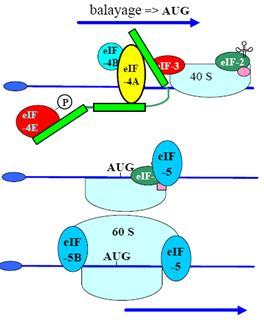 balayage => AUG
eIF
-4B
eIF
-4A
eIF-3
eIF-2
40 S
P
eIF
-4E
AUG
eIF-
eIF
-5
60 S
eIF
-5B
AUG
eIF
-5